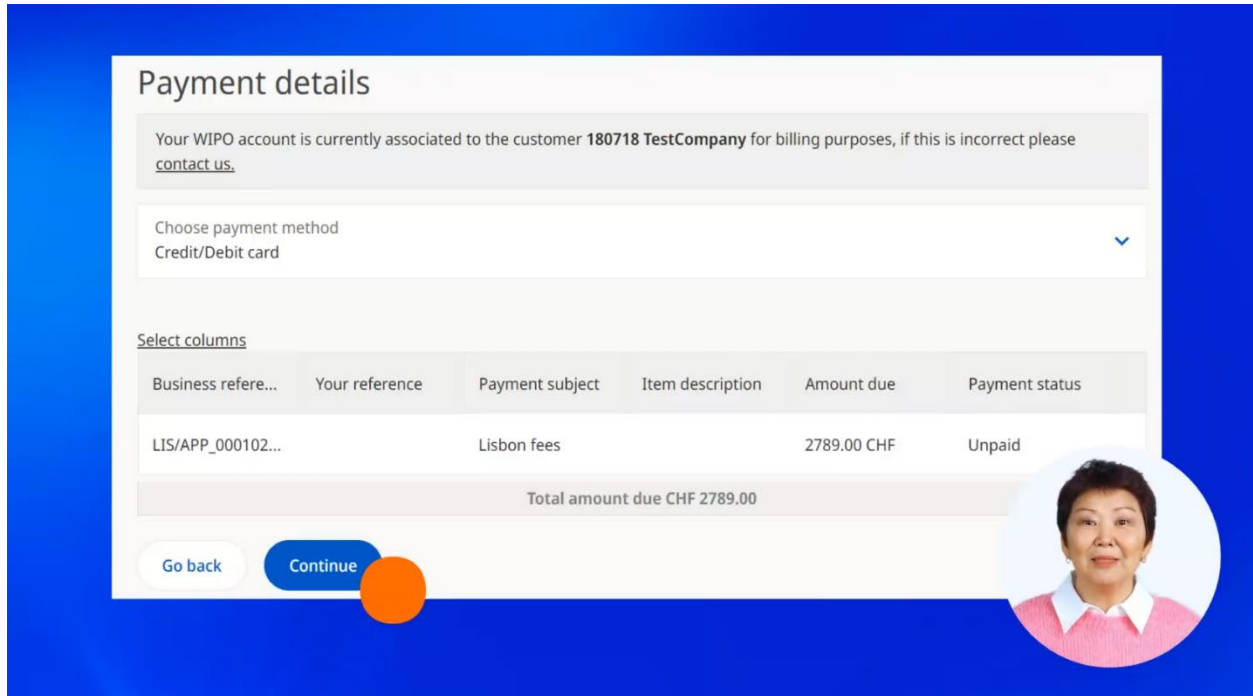 Payment details
Your WIPO account is currently associated to the customer 180718 TestCompany for billing purposes, if this is incorrect please
contact us.
Choose payment method
Credit/Debit card
Select columns
Business refere... Your reference Payment subject Item description Amount due Payment status
LIS/APP_000102... Lisbon fees 2789.00 CHF Unpaid
Total amount due CHF 2789.00
Go back Continue